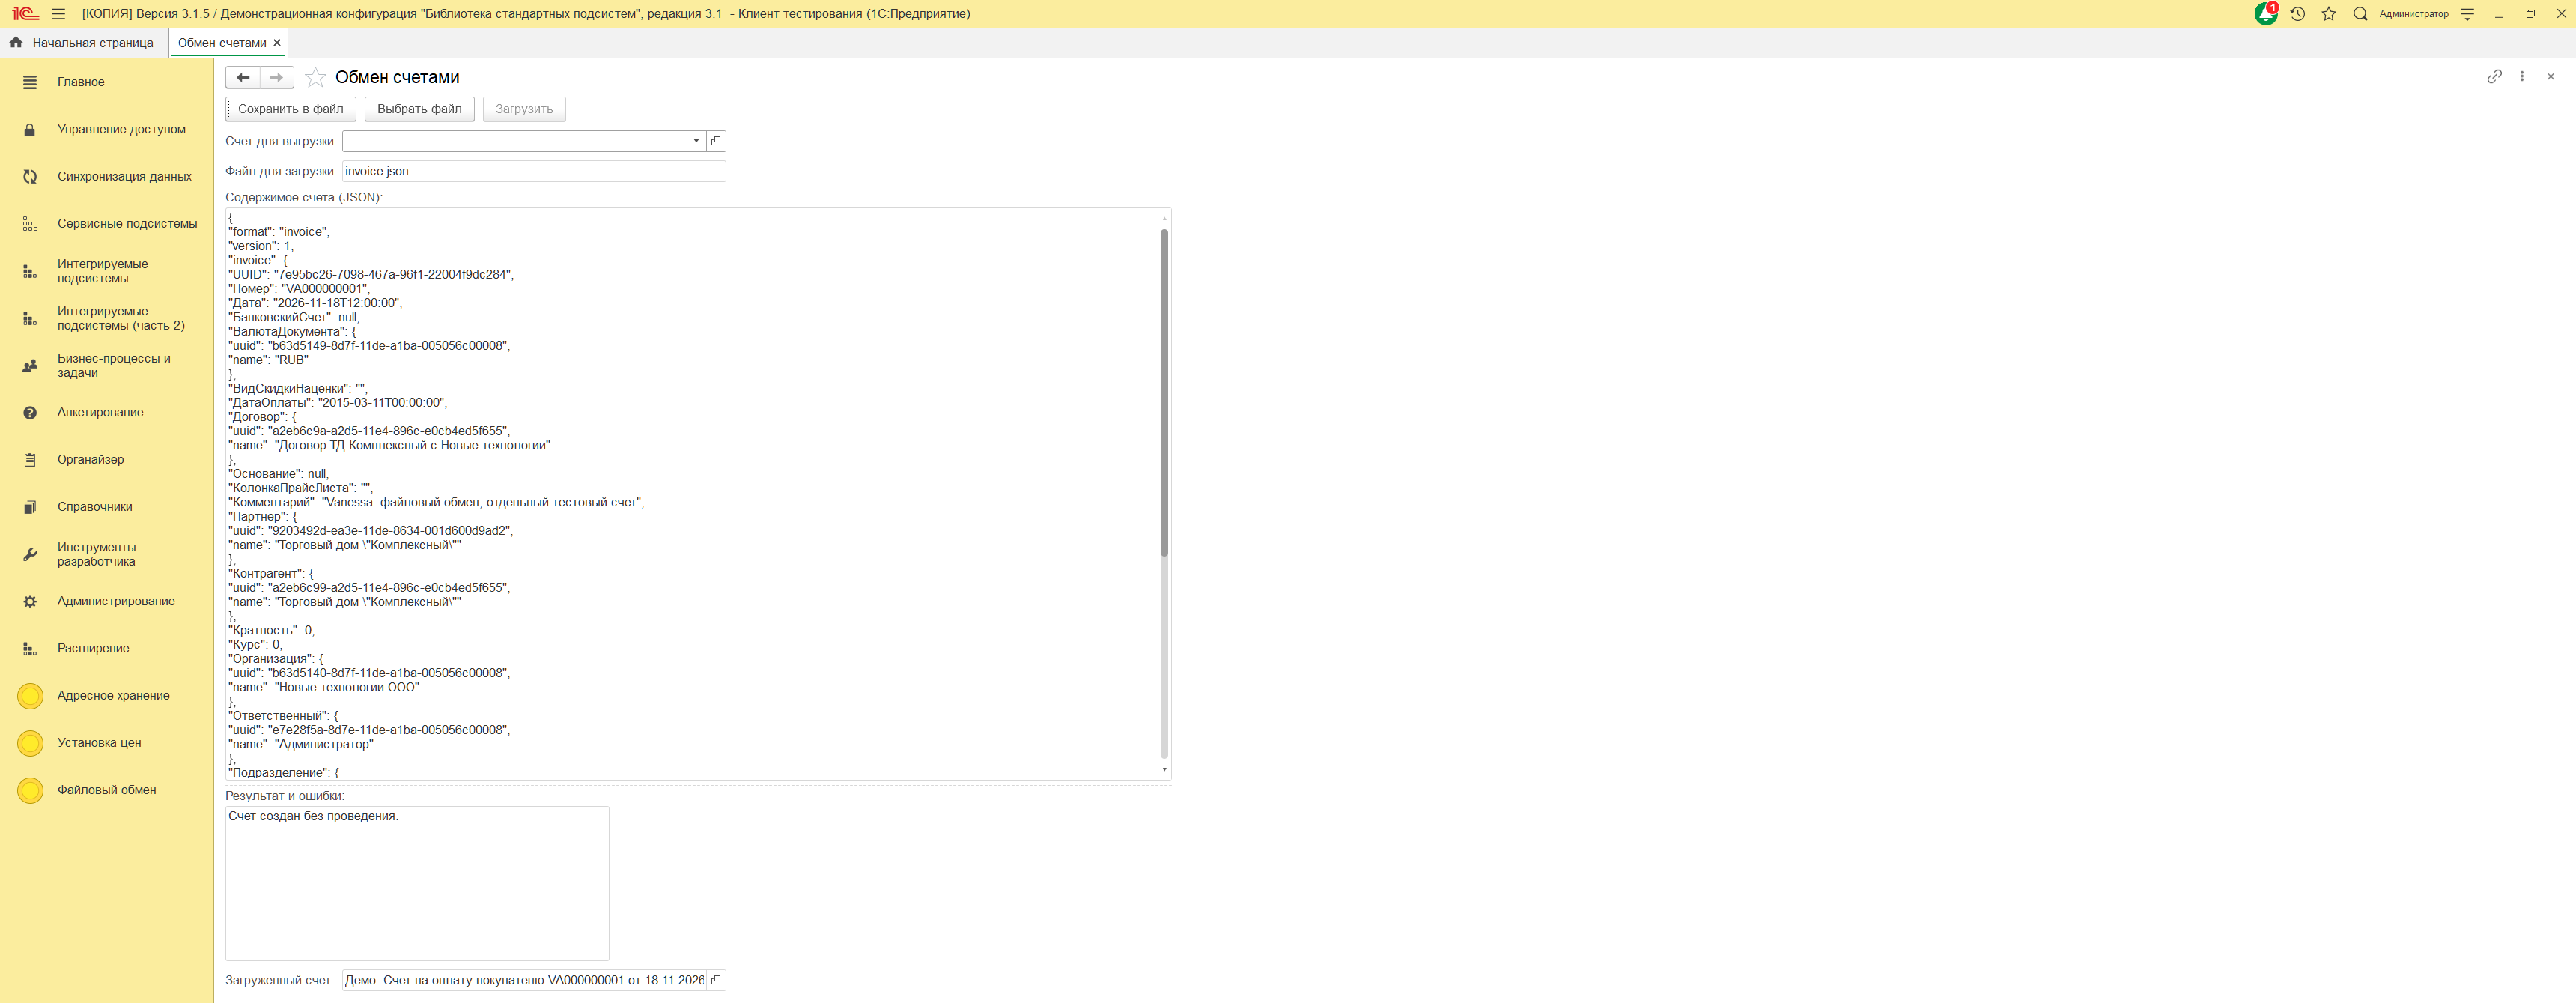 [КОПИЯ] Версия 3.1.5 / Демонстрационная конфигурация "Библиотека стандартных подсистем", редакция 3.1 - Клиент тестирования (1С:Предприятие)
1
Администратор
Начальная страница
Обмен счетами
Главное
Управление доступом
Синхронизация данных
Сервисные подсистемы
Интегрируемые
подсистемы
Интегрируемые
подсистемы (часть 2)
Бизнес-процессы и
задачи
Анкетирование
Органайзер
Справочники
Инструменты
разработчика
Администрирование
Расширение
Адресное хранение
Установка цен
Файловый обмен
Обмен счетами
Сохранить в файл
Выбрать файл
Загрузить
Счет для выгрузки:
Файл для загрузки: invoice.json
Содержимое счета (JSON):
{
"format": "invoice",
"version": 1,
"invoice": {
"UUID": "7e95bc26-7098-467a-96f1-22004f9dc284",
"Номер": "VA000000001",
"Дата": "2026-11-18T12:00:00",
"БанковскийСчет": null,
"ВалютаДокумента": {
"uuid": "b63d5149-8d7f-11de-a1ba-005056c00008",
"name": "RUB"
},
"ВидСкидкиНаценки": "",
"ДатаОплаты": "2015-03-11T00:00:00",
"Договор": {
"uuid": "a2eb6c9a-a2d5-11e4-896c-e0cb4ed5f655",
"name": "Договор ТД Комплексный с Новые технологии"
},
"Основание": null,
"КолонкаПрайсЛиста": "",
"Комментарий": "Vanessa: файловый обмен, отдельный тестовый счет",
"Партнер": {
"uuid": "9203492d-ea3e-11de-8634-001d600d9ad2",
"name": "Торговый дом \"Комплексный\""
},
"Контрагент": {
"uuid": "a2eb6c99-a2d5-11e4-896c-e0cb4ed5f655",
"name": "Торговый дом \"Комплексный\""
},
"Кратность": 0,
"Курс": 0,
"Организация": {
"uuid": "b63d5140-8d7f-11de-a1ba-005056c00008",
"name": "Новые технологии ООО"
},
"Ответственный": {
"uuid": "e7e28f5a-8d7e-11de-a1ba-005056c00008",
"name": "Администратор"
},
"Подразделение": {
Результат и ошибки:
Счет создан без проведения.
Загруженный счет: Демо: Счет на оплату покупателю VA000000001 от 18.11.2026